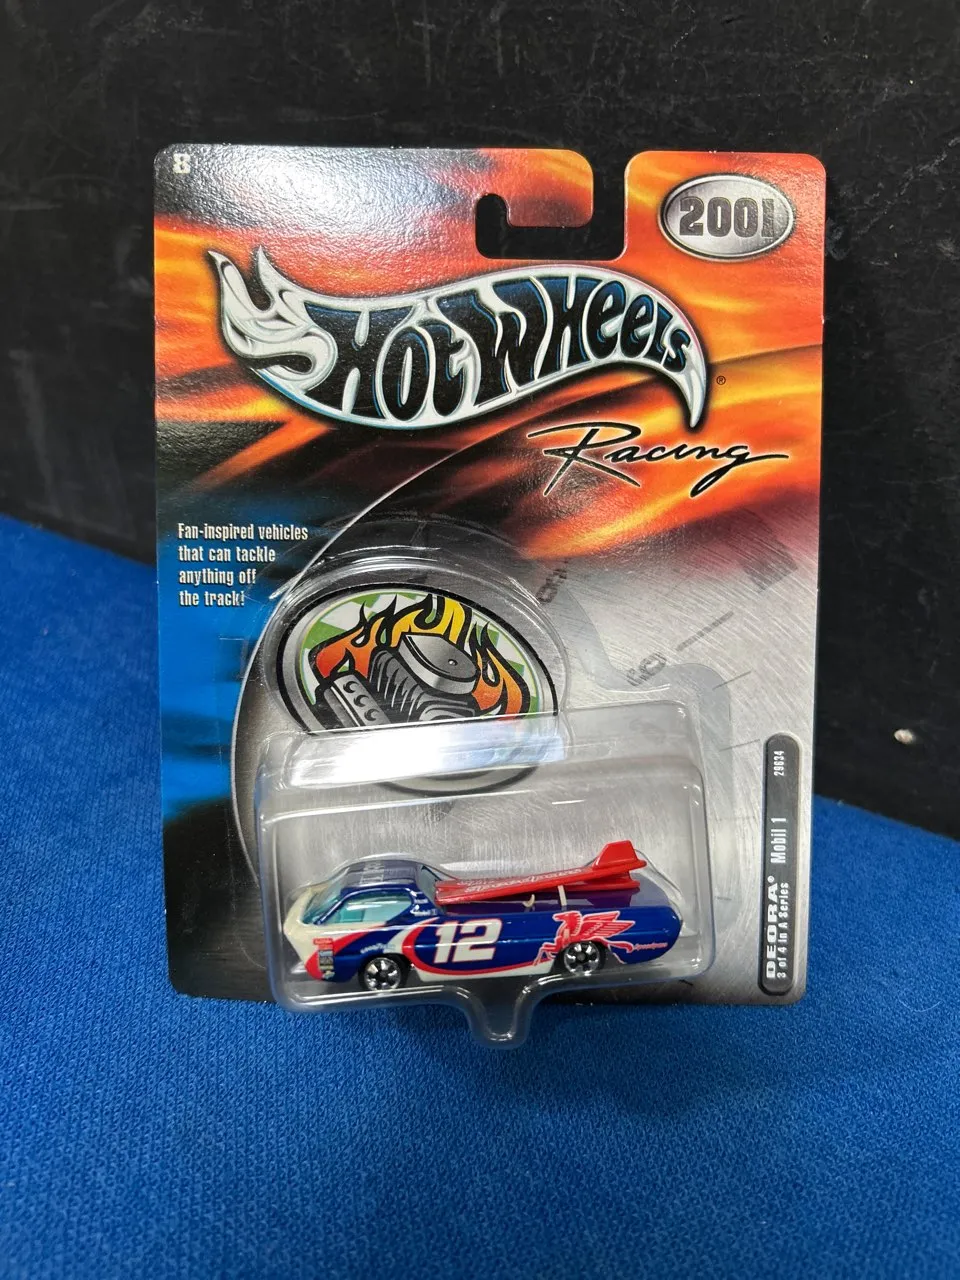 8
2001
Hot Wheels
®
Racing
Fan-inspired vehicles
that can tackle
anything off
the track!
DEORA® Mobil 1
3 of 4 in A Series
29634
12